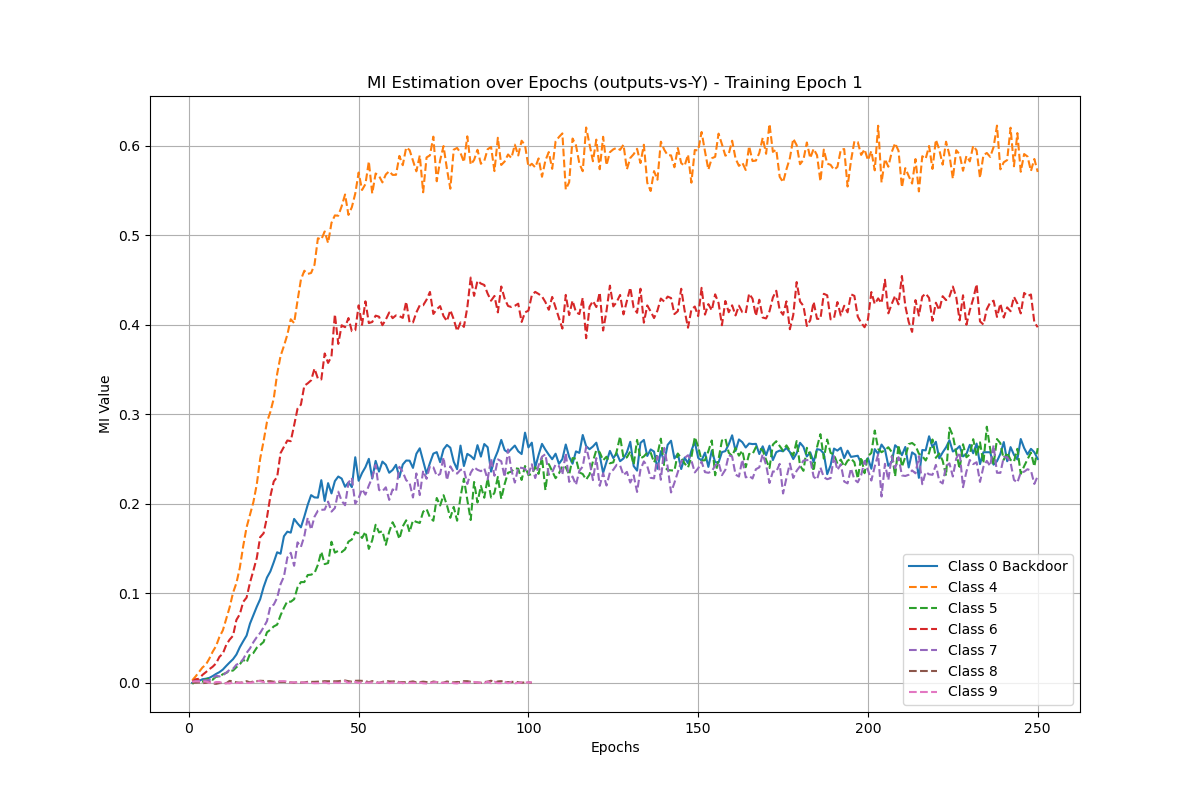 MI Estimation over Epochs (outputs-vs-Y) - Training Epoch 1
MI Value
0.6
0.5
0.4
0.3
0.2
0.1
0.0
Class 0 Backdoor
Class 4
Class 5
Class 6
Class 7
Class 8
Class 9
0 50 100 150 200 250
Epochs